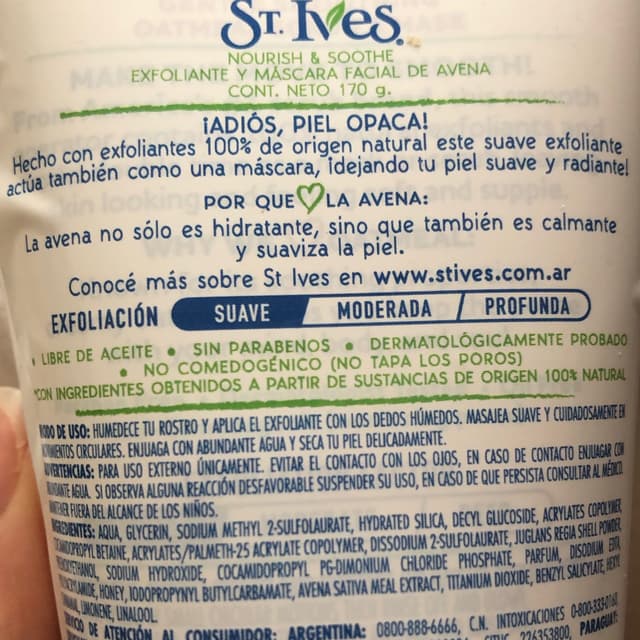 ST. IVES.
NOURISH & SOOTHE
EXFOLIANTE Y MÁSCARA FACIAL DE AVENA
CONT. NETO 170 g.
¡ADIÓS, PIEL OPACA!
Hecho con exfoliantes 100% de origen natural este suave exfoliante
actúa también como una máscara, ¡dejando tu piel suave y radiante!
POR QUE LA AVENA:
La avena no sólo es hidratante, sino que también es calmante
y suaviza la piel.
Conocé más sobre St Ives en www.stives.com.ar
EXFOLIACIÓN SUAVE / MODERADA / PROFUNDA
• LIBRE DE ACEITE • SIN PARABENOS • DERMATOLÓGICAMENTE PROBADO
• NO COMEDOGÉNICO (NO TAPA LOS POROS)
*CON INGREDIENTES OBTENIDOS A PARTIR DE SUSTANCIAS DE ORIGEN 100% NATURAL
MODO DE USO: HUMEDECE TU ROSTRO Y APLICA EL EXFOLIANTE CON LOS DEDOS HÚMEDOS. MASAJEA SUAVE Y CUIDADOSAMENTE EN
MOVIMIENTOS CIRCULARES. ENJUAGA CON ABUNDANTE AGUA Y SECA TU PIEL DELICADAMENTE.
ADVERTENCIAS: PARA USO EXTERNO ÚNICAMENTE. EVITAR EL CONTACTO CON LOS OJOS, EN CASO DE CONTACTO ENJUAGAR CON
ABUNDANTE AGUA. SI OBSERVA ALGUNA REACCIÓN DESFAVORABLE SUSPENDER SU USO, EN CASO DE QUE PERSISTA CONSULTAR AL MÉDICO.
MANTENER FUERA DEL ALCANCE DE LOS NIÑOS.
INGREDIENTES: AQUA, GLYCERIN, SODIUM METHYL 2-SULFOLAURATE, HYDRATED SILICA, DECYL GLUCOSIDE, ACRYLATES COPOLYMER,
COCAMIDOPROPYL BETAINE, ACRYLATES/PALMETH-25 ACRYLATE COPOLYMER, DISSODIUM 2-SULFOLAURATE, JUGLANS REGIA SHELL POWDER,
PHENOXYETHANOL, SODIUM HYDROXIDE, COCAMIDOPROPYL PG-DIMONIUM CHLORIDE PHOSPHATE, PARFUM, DISODIUM EDTA,
HONEY, IODOPROPYNYL BUTYLCARBAMATE, AVENA SATIVA MEAL EXTRACT, TITANIUM DIOXIDE, BENZYL SALICYLATE, HEXYL
LIMONENE, LINALOOL.
DE ATENCIÓN AL CONSUMIDOR: ARGENTINA: 0800-888-6666, C.N. INTOXICACIONES 0-800-333-0160
226353800. PARAGUAY: